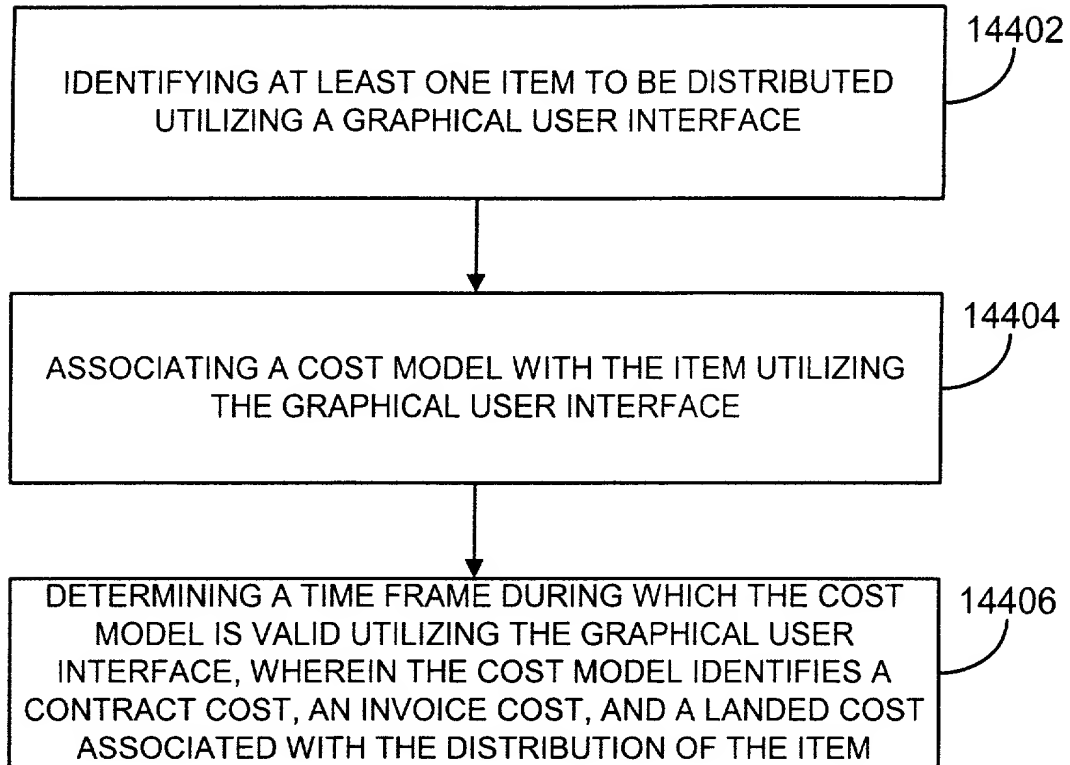 14402
IDENTIFYING AT LEAST ONE ITEM TO BE DISTRIBUTED
UTILIZING A GRAPHICAL USER INTERFACE
14404
ASSOCIATING A COST MODEL WITH THE ITEM UTILIZING
THE GRAPHICAL USER INTERFACE
14406
DETERMINING A TIME FRAME DURING WHICH THE COST
MODEL IS VALID UTILIZING THE GRAPHICAL USER
INTERFACE, WHEREIN THE COST MODEL IDENTIFIES A
CONTRACT COST, AN INVOICE COST, AND A LANDED COST
ASSOCIATED WITH THE DISTRIBUTION OF THE ITEM